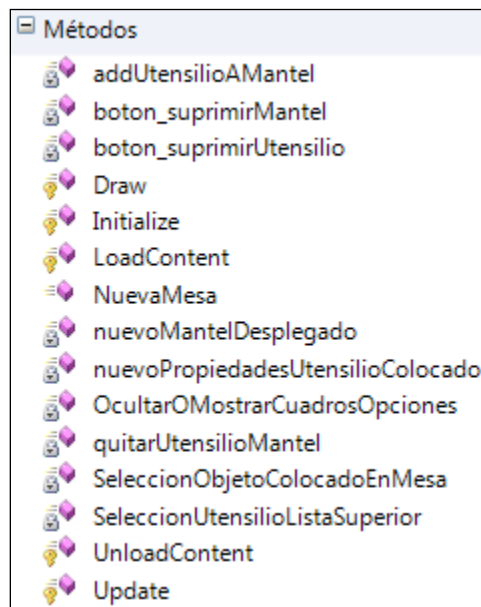 Métodos
addUtensilioAMantel
boton_suprimirMantel
boton_suprimirUtensilio
Draw
Initialize
LoadContent
NuevaMesa
nuevoMantelDesplegado
nuevoPropiedadesUtensilioColocado
OcultarOMostrarCuadrosOpciones
quitarUtensilioMantel
SeleccionObjetoColocadoEnMesa
SeleccionUtensilioListaSuperior
UnloadContent
Update